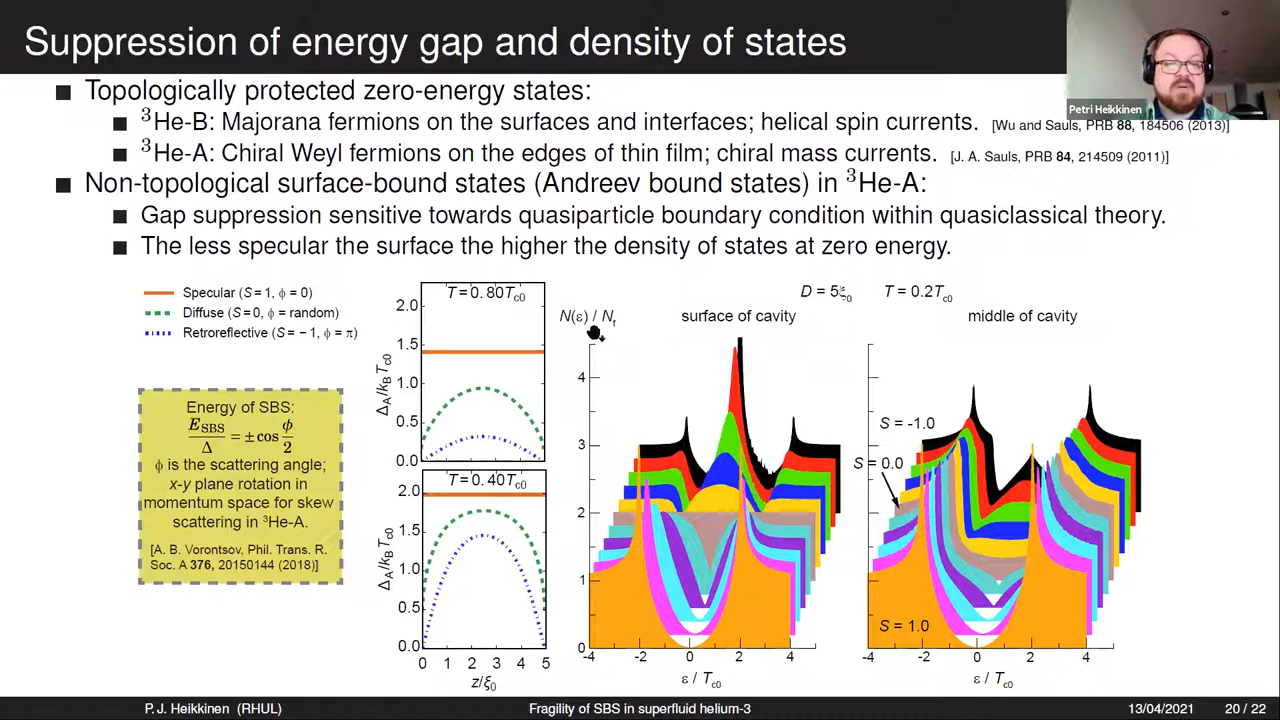 Suppression of energy gap and density of states
Petri Heikkinen
■ Topologically protected zero-energy states:
■ ³He-B: Majorana fermions on the surfaces and interfaces; helical spin currents. [Wu and Sauls, PRB 88, 184506 (2013)]
■ ³He-A: Chiral Weyl fermions on the edges of thin film; chiral mass currents. [J. A. Sauls, PRB 84, 214509 (2011)]
■ Non-topological surface-bound states (Andreev bound states) in ³He-A:
■ Gap suppression sensitive towards quasiparticle boundary condition within quasiclassical theory.
■ The less specular the surface the higher the density of states at zero energy.
Specular (S = 1, ϕ = 0)
Diffuse (S = 0, ϕ = random)
Retroreflective (S = −1, ϕ = π)
Energy of SBS:
E_SBS / Δ = ± cos ϕ/2
ϕ is the scattering angle;
x-y plane rotation in
momentum space for skew
scattering in ³He-A.
[A. B. Vorontsov, Phil. Trans. R.
Soc. A 376, 20150144 (2018)]
T = 0.80T_c0
2.0
1.5
1.0
0.5
0.0
Δ_A/k_B T_c0
T = 0.40T_c0
2.0
1.5
1.0
0.5
0.0
Δ_A/k_B T_c0
0 1 2 3 4 5
z/ξ_0
D = 5ξ_0 T = 0.2T_c0
N(ε) / N_f surface of cavity middle of cavity
4
3
2
1
0
-4 -2 0 2 4
ε / T_c0
S = -1.0
S = 0.0
S = 1.0
-4 -2 0 2 4
ε / T_c0
P. J. Heikkinen (RHUL) Fragility of SBS in superfluid helium-3 13/04/2021 20 / 22